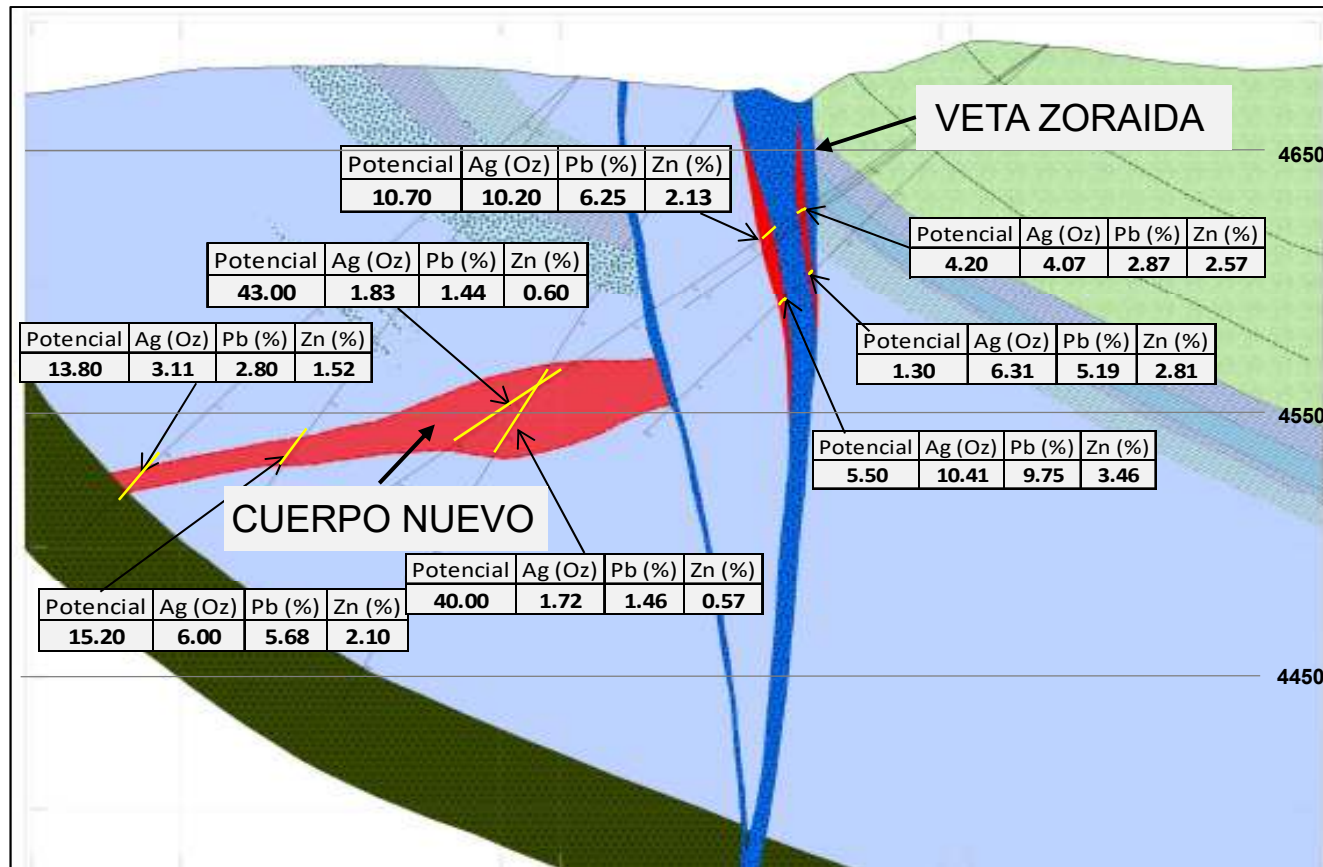 VETA ZORAIDA
4650
Potencial Ag (Oz) Pb (%) Zn (%)
10.70 10.20 6.25 2.13
Potencial Ag (Oz) Pb (%) Zn (%)
4.20 4.07 2.87 2.57
Potencial Ag (Oz) Pb (%) Zn (%)
43.00 1.83 1.44 0.60
Potencial Ag (Oz) Pb (%) Zn (%)
13.80 3.11 2.80 1.52
Potencial Ag (Oz) Pb (%) Zn (%)
1.30 6.31 5.19 2.81
4550
Potencial Ag (Oz) Pb (%) Zn (%)
5.50 10.41 9.75 3.46
CUERPO NUEVO
Potencial Ag (Oz) Pb (%) Zn (%)
40.00 1.72 1.46 0.57
Potencial Ag (Oz) Pb (%) Zn (%)
15.20 6.00 5.68 2.10
4450